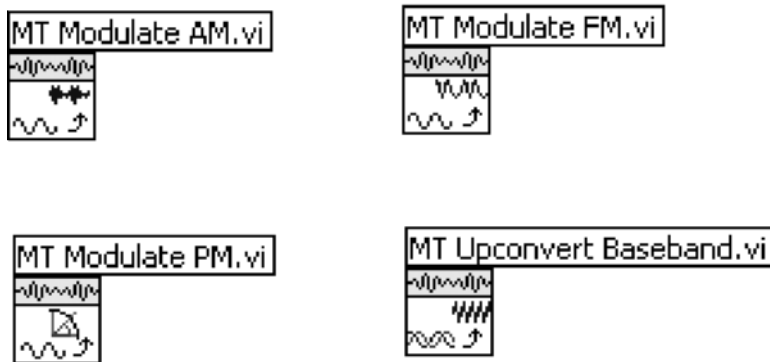 MT Modulate AM.vi
MT Modulate FM.vi
MT Modulate PM.vi
MT Upconvert Baseband.vi